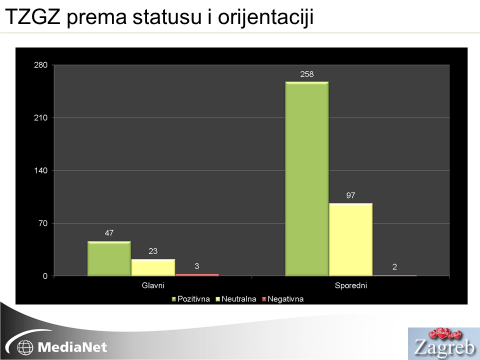 TZGZ prema statusu i orijentaciji
280
210
140
70
0
47
23
3
258
97
2
Glavni
Sporedni
Pozitivna
Neutralna
Negativna
MediaNet
Zagreb